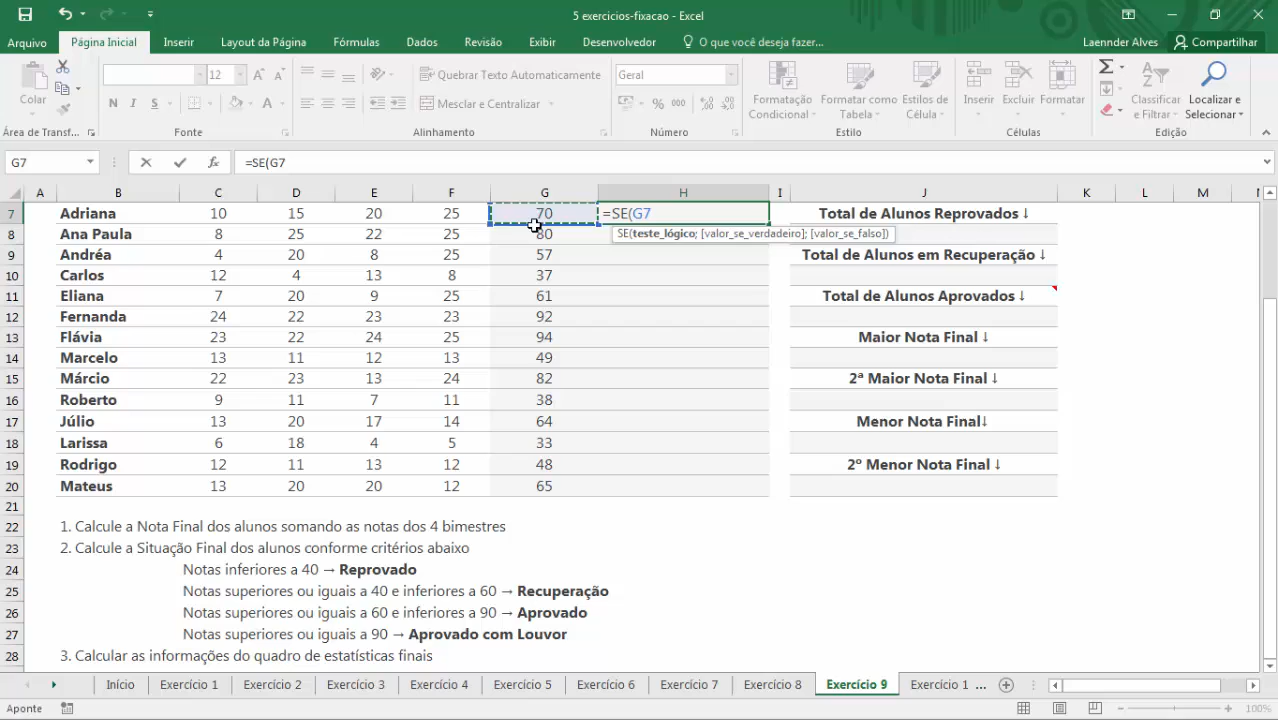 5 exercicios-fixacao - Excel
Arquivo Página Inicial Inserir Layout da Página Fórmulas Dados Revisão Exibir Desenvolvedor O que você deseja fazer... Laennder Alves Compartilhar
Colar 12 Quebrar Texto Automaticamente Geral Formatação Condicional Formatar como Tabela Estilos de Célula Inserir Excluir Formatar Classificar e Filtrar Localizar e Selecionar
N I S Mesclar e Centralizar % 000
Área de Transf... Fonte Alinhamento Número Estilo Células Edição
G7 fx =SE(G7
A B C D E F G H I J K L M
7 Adriana 10 15 20 25 70 =SE(G7 Total de Alunos Reprovados ↓
SE(teste_lógico; [valor_se_verdadeiro]; [valor_se_falso])
8 Ana Paula 8 25 22 25 80
9 Andréa 4 20 8 25 57 Total de Alunos em Recuperação ↓
10 Carlos 12 4 13 8 37
11 Eliana 7 20 9 25 61 Total de Alunos Aprovados ↓
12 Fernanda 24 22 23 23 92
13 Flávia 23 22 24 25 94 Maior Nota Final ↓
14 Marcelo 13 11 12 13 49
15 Márcio 22 23 13 24 82 2ª Maior Nota Final ↓
16 Roberto 9 11 7 11 38
17 Júlio 13 20 17 14 64 Menor Nota Final↓
18 Larissa 6 18 4 5 33
19 Rodrigo 12 11 13 12 48 2º Menor Nota Final ↓
20 Mateus 13 20 20 12 65
21
22 1. Calcule a Nota Final dos alunos somando as notas dos 4 bimestres
23 2. Calcule a Situação Final dos alunos conforme critérios abaixo
24 Notas inferiores a 40 → Reprovado
25 Notas superiores ou iguais a 40 e inferiores a 60 → Recuperação
26 Notas superiores ou iguais a 60 e inferiores a 90 → Aprovado
27 Notas superiores ou iguais a 90 → Aprovado com Louvor
28 3. Calcular as informações do quadro de estatísticas finais
Início Exercício 1 Exercício 2 Exercício 3 Exercício 4 Exercício 5 Exercício 6 Exercício 7 Exercício 8 Exercício 9 Exercício 1 ...
Aponte 100%